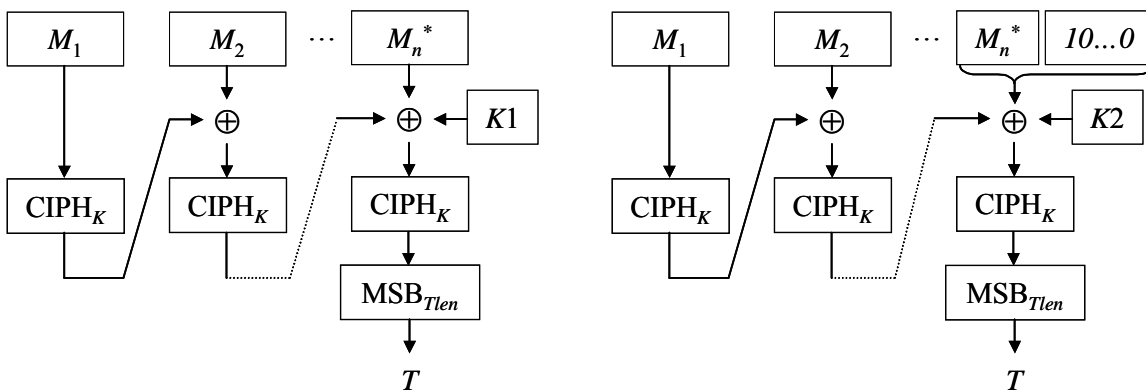 M1 M2 ... Mn*
K1
CIPHK CIPHK CIPHK
MSBTlen
T
M1 M2 ... Mn* 10...0
K2
CIPHK CIPHK CIPHK
MSBTlen
T